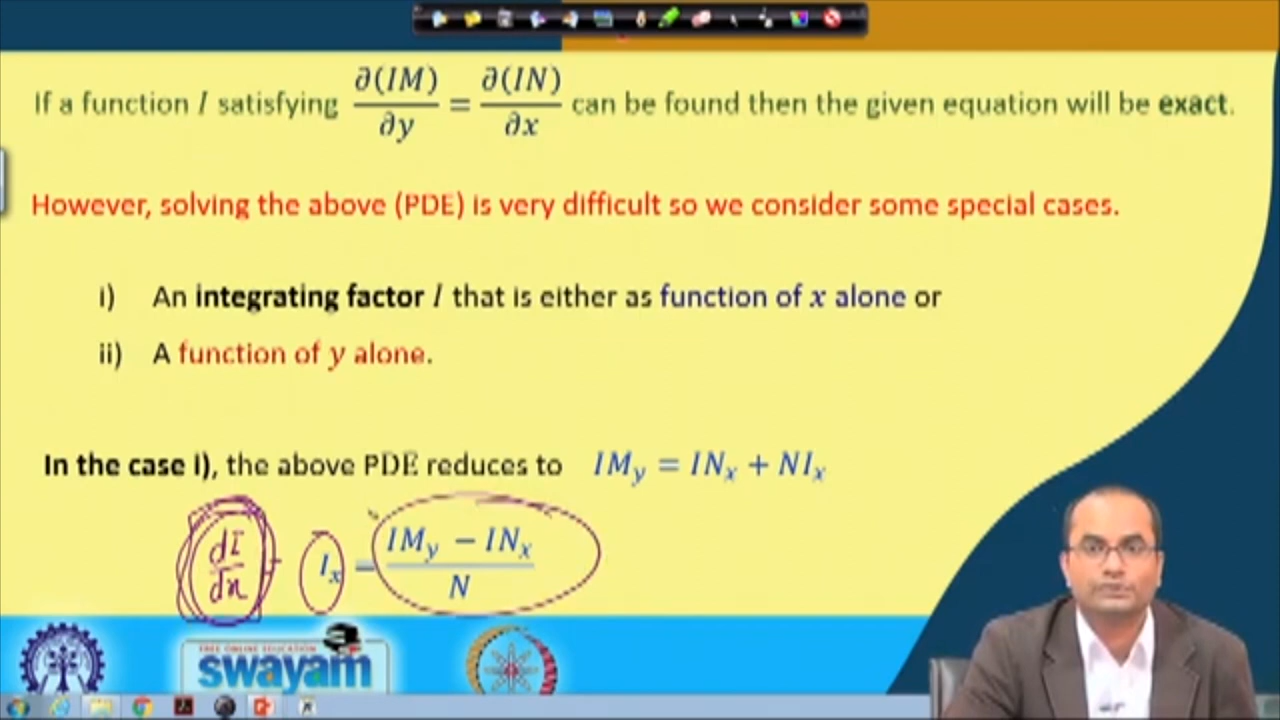 If a function I satisfying ∂(IM)/∂y = ∂(IN)/∂x can be found then the given equation will be exact.
However, solving the above (PDE) is very difficult so we consider some special cases.
i) An integrating factor I that is either as function of x alone or
ii) A function of y alone.
In the case i), the above PDE reduces to IM_y = IN_x + NI_x
dI/dx = I_x = (IM_y − IN_x)/N
FREE ONLINE EDUCATION
swayam